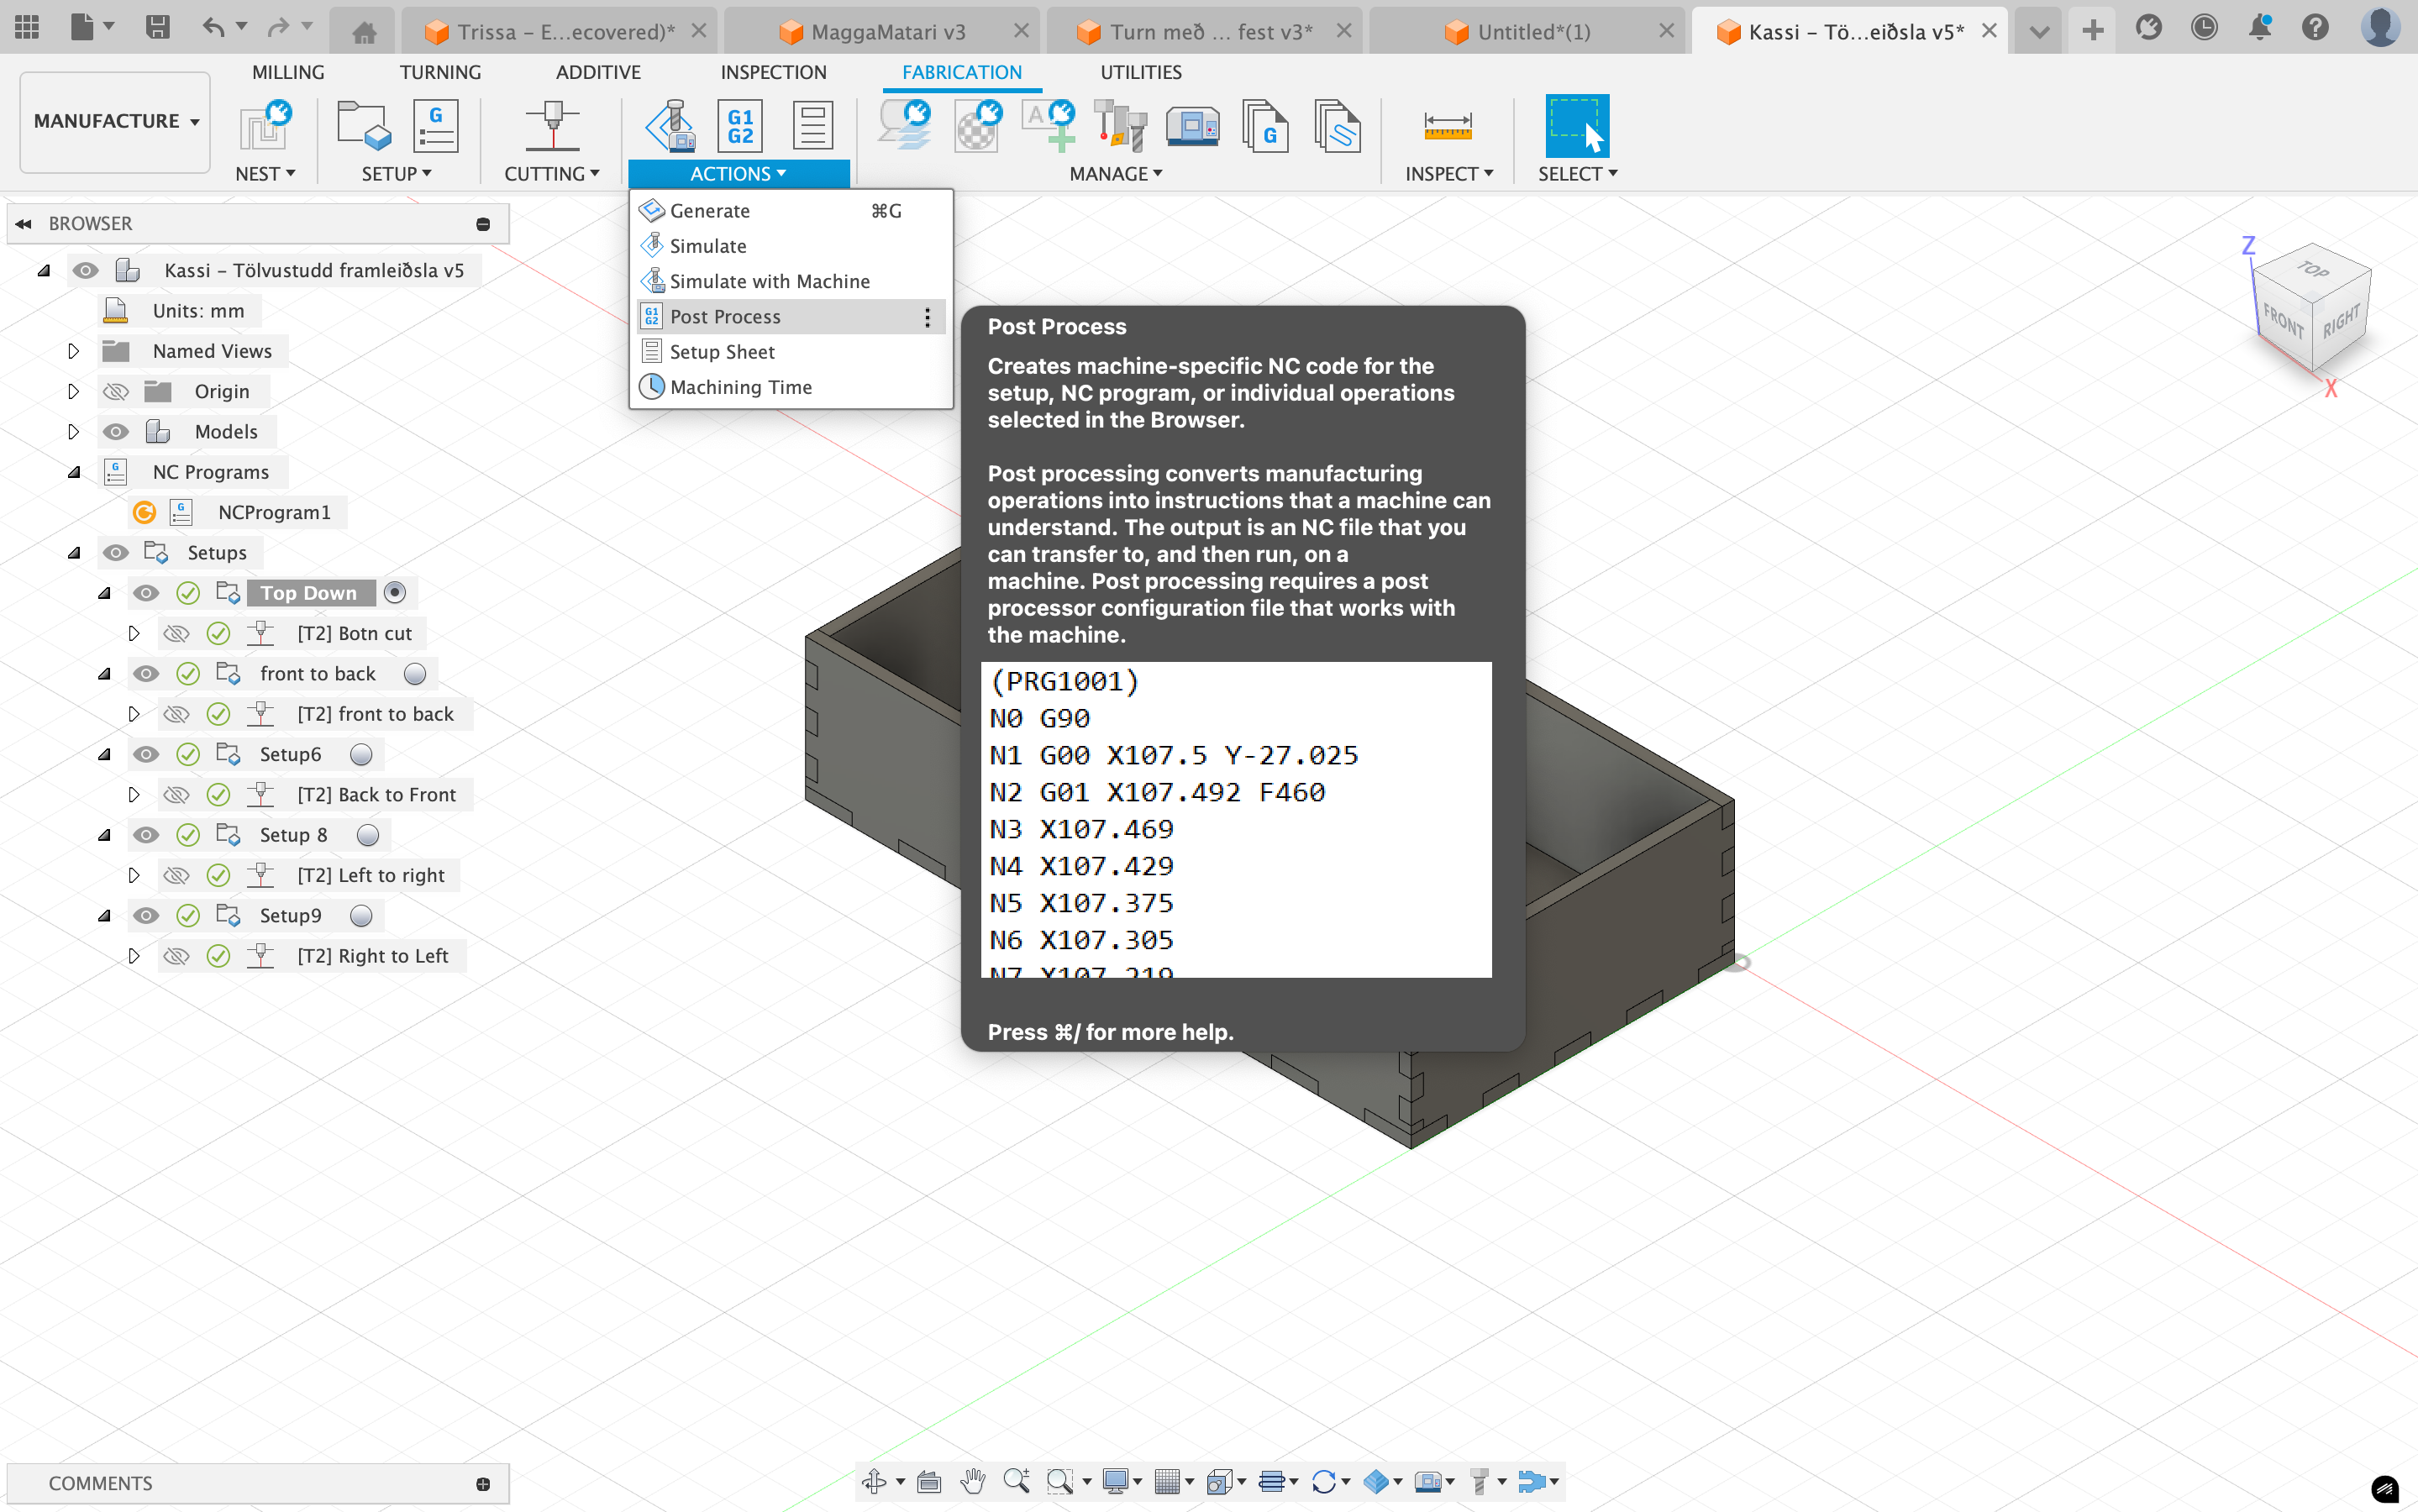 Trissa – E...ecovered)*
MaggaMatari v3
Turn með ... fest v3*
Untitled*(1)
Kassi – Tö...eiðsla v5*
MILLING
TURNING
ADDITIVE
INSPECTION
FABRICATION
UTILITIES
MANUFACTURE
G
G1
G2
A
G
NEST
SETUP
CUTTING
ACTIONS
MANAGE
INSPECT
SELECT
BROWSER
Kassi – Tölvustudd framleiðsla v5
Units: mm
Named Views
Origin
Models
G
NC Programs
G
NCProgram1
Setups
Top Down
[T2] Botn cut
front to back
[T2] front to back
Setup6
[T2] Back to Front
Setup 8
[T2] Left to right
Setup9
[T2] Right to Left
Generate ⌘G
Simulate
Simulate with Machine
G1
G2
Post Process
Setup Sheet
Machining Time
Post Process
Creates machine-specific NC code for the
setup, NC program, or individual operations
selected in the Browser.
Post processing converts manufacturing
operations into instructions that a machine can
understand. The output is an NC file that you
can transfer to, and then run, on a
machine. Post processing requires a post
processor configuration file that works with
the machine.
(PRG1001)
N0 G90
N1 G00 X107.5 Y-27.025
N2 G01 X107.492 F460
N3 X107.469
N4 X107.429
N5 X107.375
N6 X107.305
N7 X107.219
Press ⌘/ for more help.
Z
TOP
FRONT
RIGHT
X
COMMENTS